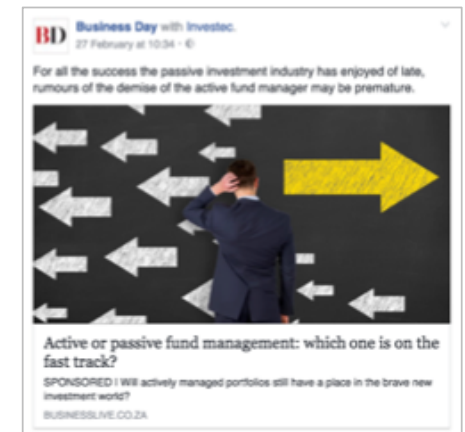 BD
Business Day with Investec.
27 February at 10:34 ·
For all the success the passive investment industry has enjoyed of late,
rumours of the demise of the active fund manager may be premature.
Active or passive fund management: which one is on the
fast track?
SPONSORED I Will actively managed portfolios still have a place in the brave new
investment world?
BUSINESSLIVE.CO.ZA